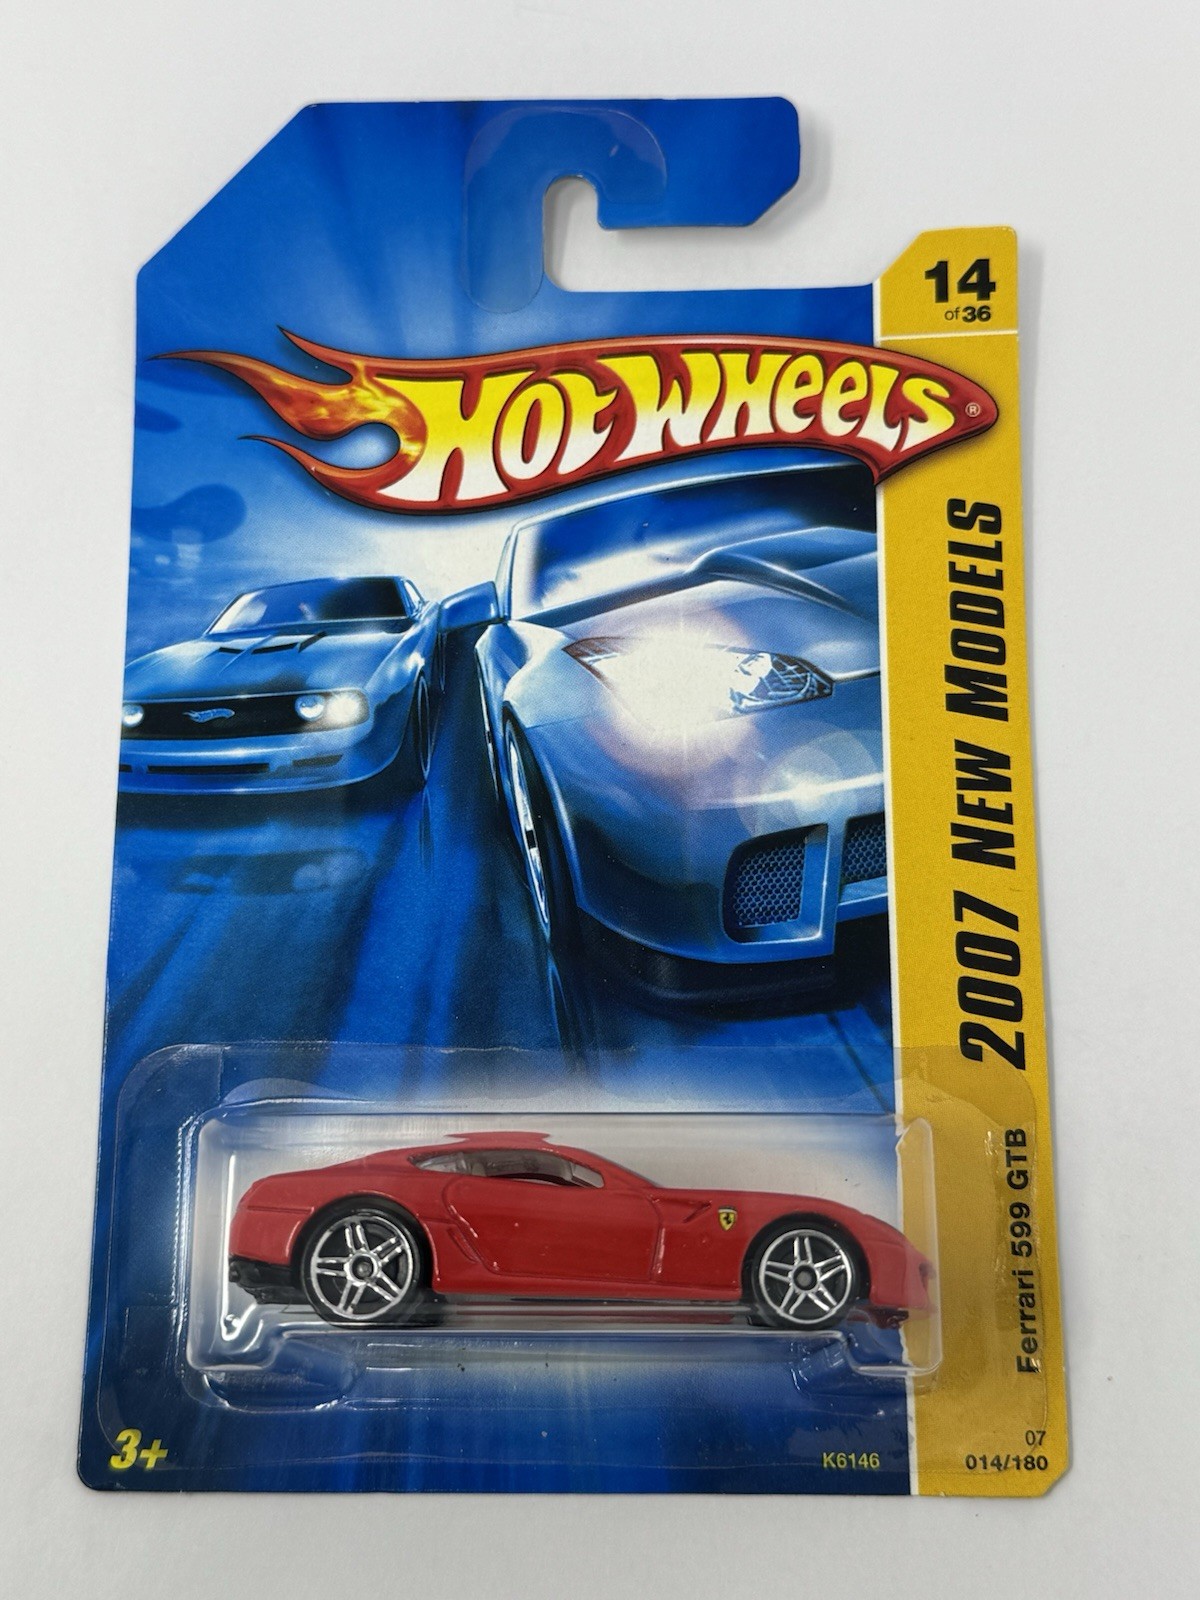 14
of 36
HOT WHEELS ®
2007 NEW MODELS
Ferrari 599 GTB
3+
K6146
07
014/180